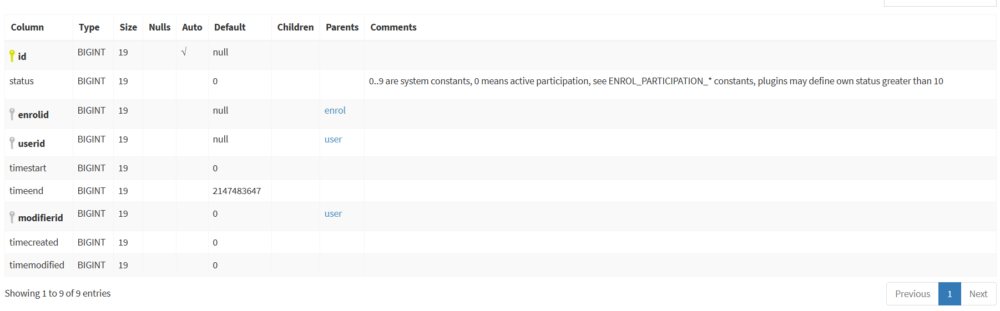 Column Type Size Nulls Auto Default Children Parents Comments
id BIGINT 19 √ null
status BIGINT 19 0 0..9 are system constants, 0 means active participation, see ENROL_PARTICIPATION_* constants, plugins may define own status greater than 10
enrolid BIGINT 19 null enrol
userid BIGINT 19 null user
timestart BIGINT 19 0
timeend BIGINT 19 2147483647
modifierid BIGINT 19 0 user
timecreated BIGINT 19 0
timemodified BIGINT 19 0
Showing 1 to 9 of 9 entries Previous 1 Next